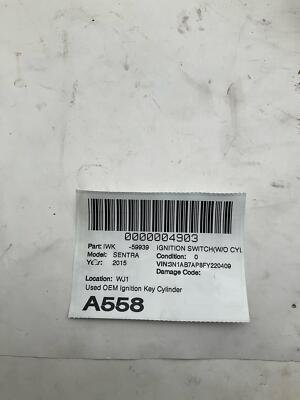 0000004903
Part: IWK -59939 IGNITION SWITCH(W/O CYL
Model: SENTRA Condition: 0
Year: 2015 VIN:3N1AB7AP8FY220409
Damage Code:
Location: WJ1
Used OEM Ignition Key Cylinder
A558